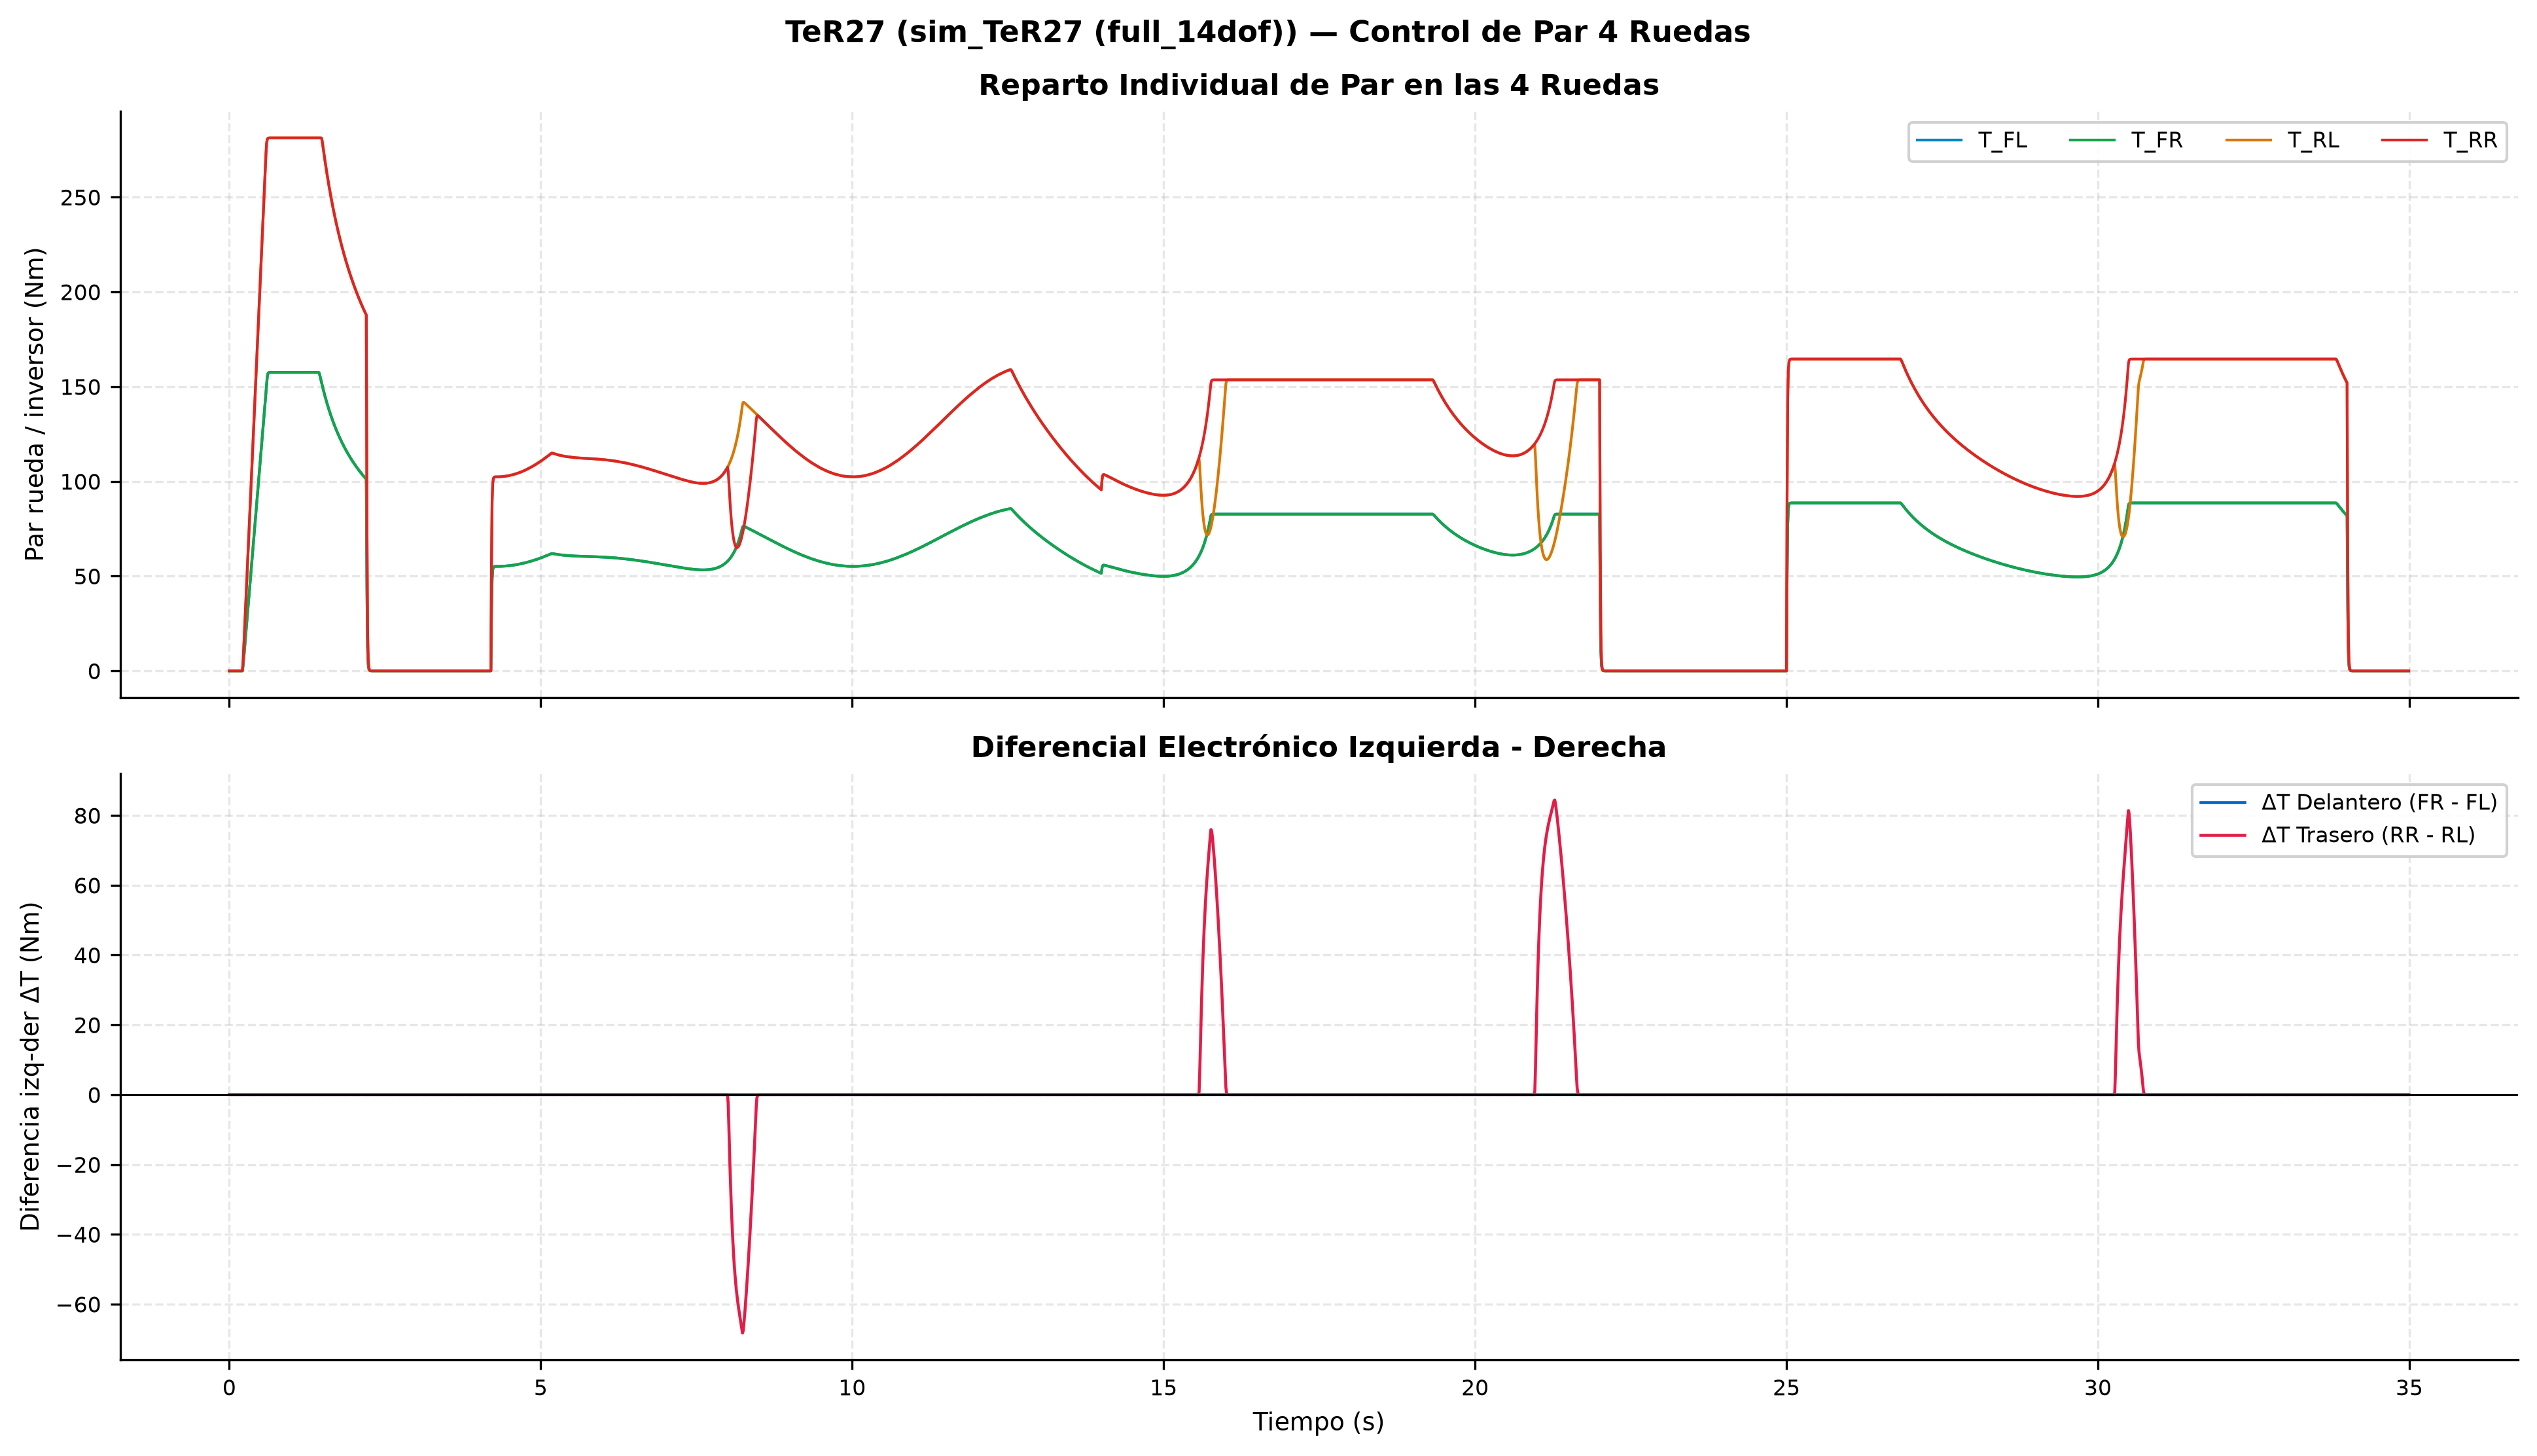 TeR27 (sim_TeR27 (full_14dof)) — Control de Par 4 Ruedas
Reparto Individual de Par en las 4 Ruedas
T_FL T_FR T_RL T_RR
Par rueda / inversor (Nm)
250
200
150
100
50
0
Diferencial Electrónico Izquierda - Derecha
ΔT Delantero (FR - FL)
ΔT Trasero (RR - RL)
Diferencia izq-der ΔT (Nm)
80
60
40
20
0
−20
−40
−60
0 5 10 15 20 25 30 35
Tiempo (s)